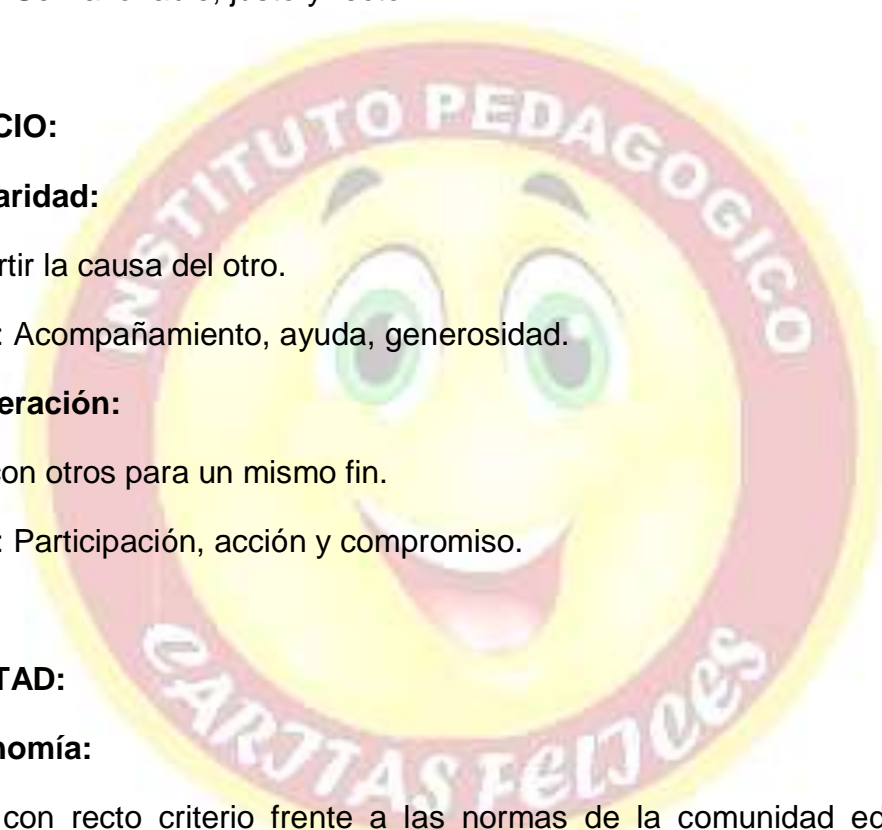 INSTITUTO PEDAGOGICO
CIO:
aridad:
rtir la causa del otro.
: Acompañamiento, ayuda, generosidad.
eración:
con otros para un mismo fin.
: Participación, acción y compromiso.
TAD:
nomía:
con recto criterio frente a las normas de la comunidad ed
CARITAS FELICES